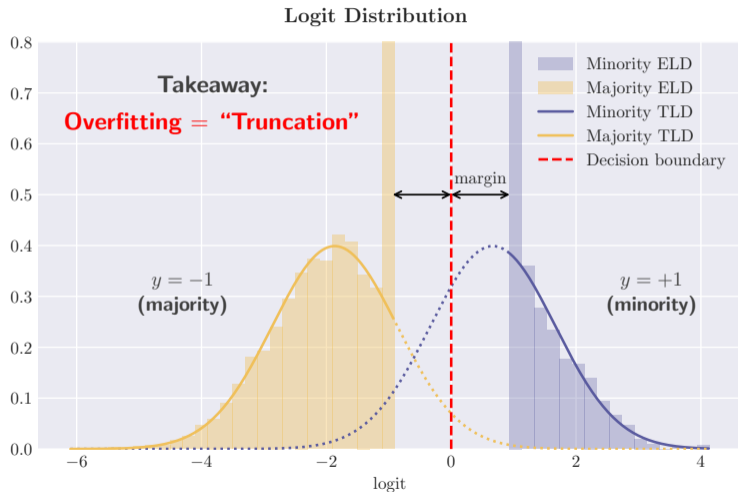 Logit Distribution
0.8
0.7
0.6
0.5
0.4
0.3
0.2
0.1
0.0
Takeaway:
Overfitting = “Truncation”
Minority ELD
Majority ELD
Minority TLD
Majority TLD
Decision boundary
margin
y = −1
(majority)
y = +1
(minority)
−6
−4
−2
0
2
4
logit